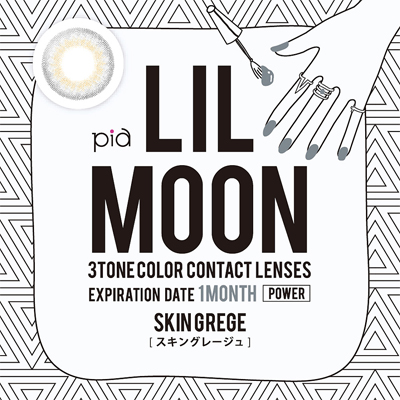 pia
LIL
MOON
3TONE COLOR CONTACT LENSES
EXPIRATION DATE 1MONTH POWER
SKIN GREGE
[ スキングレージュ ]